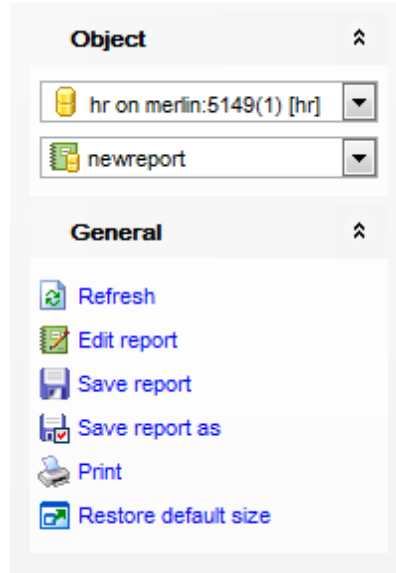 Object
hr on merlin:5149(1) [hr]
newreport
General
Refresh
Edit report
Save report
Save report as
Print
Restore default size